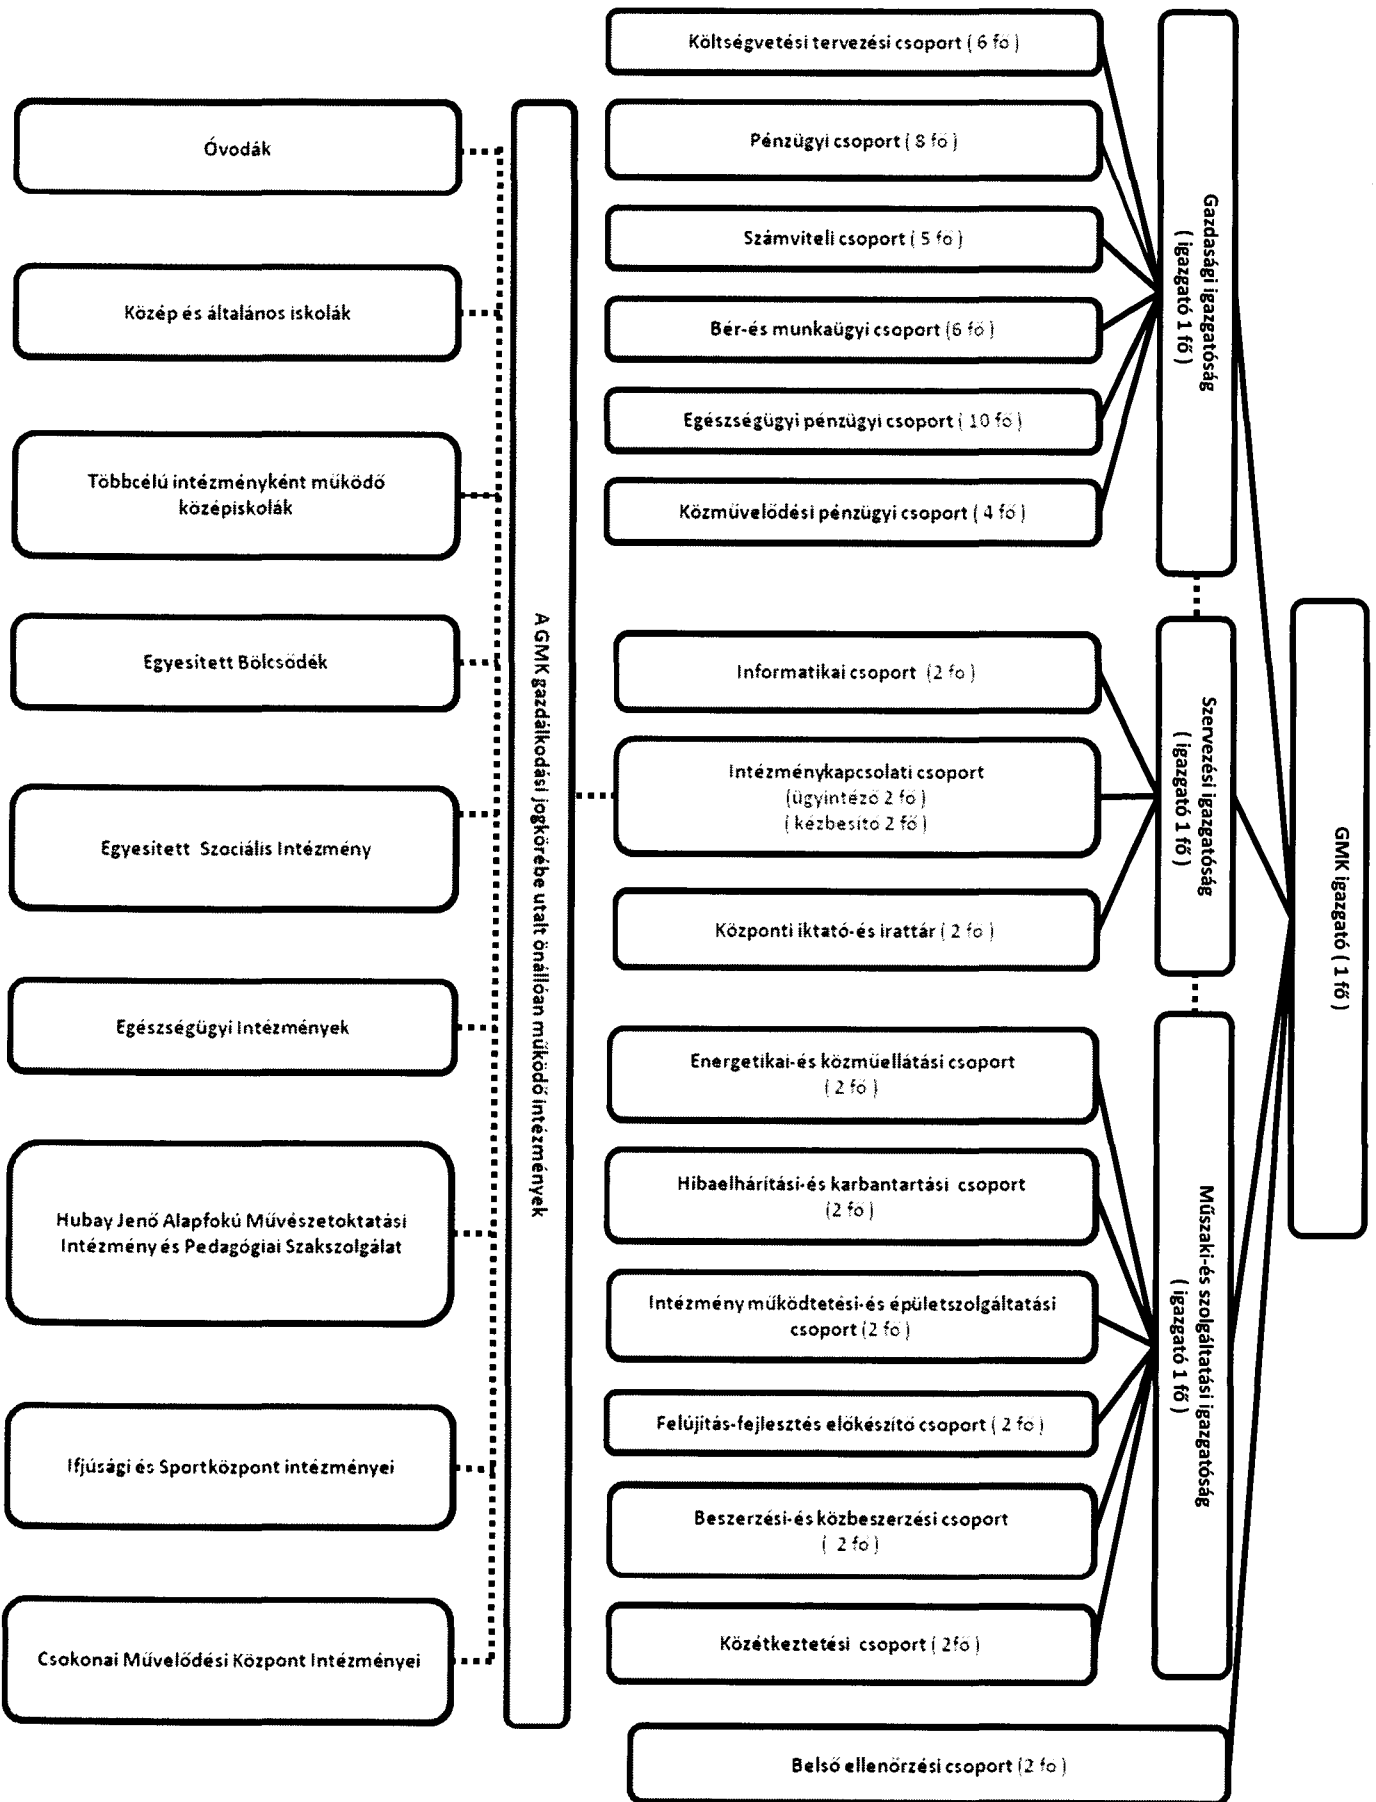 GMK igazgató ( 1 fő )
Gazdasági igazgatóság
( igazgató 1 fő )
Költségvetési tervezési csoport ( 6 fő )
Pénzügyi csoport ( 8 fő )
Számviteli csoport ( 5 fő )
Bér-és munkaügyi csoport (6 fő )
Egészségügyi pénzügyi csoport ( 10 fő )
Közművelődési pénzügyi csoport ( 4 fő )
Szervezési igazgatóság
( igazgató 1 fő )
Informatikai csoport (2 fő )
Intézménykapcsolati csoport
(ügyintéző 2 fő )
( kézbesítő 2 fő )
Központi iktató-és irattár ( 2 fő )
Műszaki-és szolgáltatási igazgatóság
( igazgató 1 fő )
Energetikai-és közműellátási csoport
( 2 fő )
Hibaelhárítási-és karbantartási csoport
(2 fő )
Intézmény működtetési-és épületszolgáltatási
csoport (2 fő )
Felújítás-fejlesztés előkészítő csoport ( 2 fő )
Beszerzési-és közbeszerzési csoport
( 2 fő )
Közétkeztetési csoport ( 2fő )
Belső ellenőrzési csoport (2 fő )
A GMK gazdálkodási jogkörébe utalt önállóan működő intézmények
Óvodák
Közép és általános iskolák
Többcélú intézményként működő
középiskolák
Egyesített Bölcsődék
Egyesített Szociális Intézmény
Egészségügyi Intézmények
Hubay Jenő Alapfokú Művészetoktatási
Intézmény és Pedagógiai Szakszolgálat
Ifjúsági és Sportközpont intézményei
Csokonai Művelődési Központ Intézményei